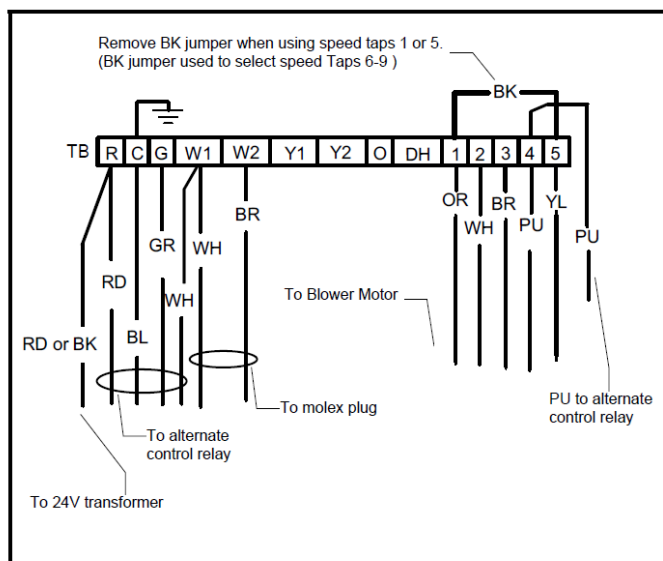 Remove BK jumper when using speed taps 1 or 5.
(BK jumper used to select speed Taps 6-9 )
BK
TB R C G W1 W2 Y1 Y2 O DH 1 2 3 4 5
OR BR YL
BR
WH PU PU
GR WH
RD
WH
To Blower Motor
RD or BK BL
To molex plug
PU to alternate
control relay
To alternate
control relay
To 24V transformer